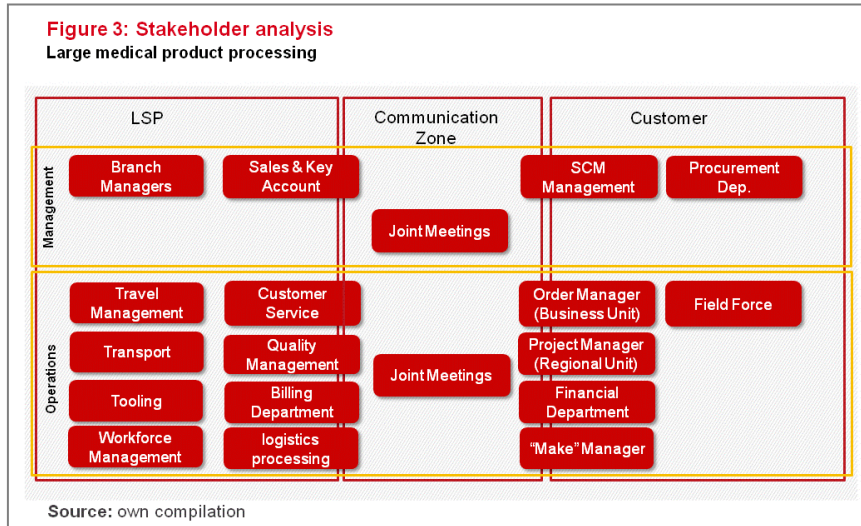 Figure 3: Stakeholder analysis
Large medical product processing
LSP
Communication
Zone
Customer
Management
Branch
Managers
Sales & Key
Account
SCM
Management
Procurement
Dep.
Joint Meetings
Operations
Travel
Management
Customer
Service
Order Manager
(Business Unit)
Field Force
Transport
Quality
Management
Joint Meetings
Project Manager
(Regional Unit)
Tooling
Billing
Department
Financial
Department
Workforce
Management
logistics
processing
“Make” Manager
Source: own compilation